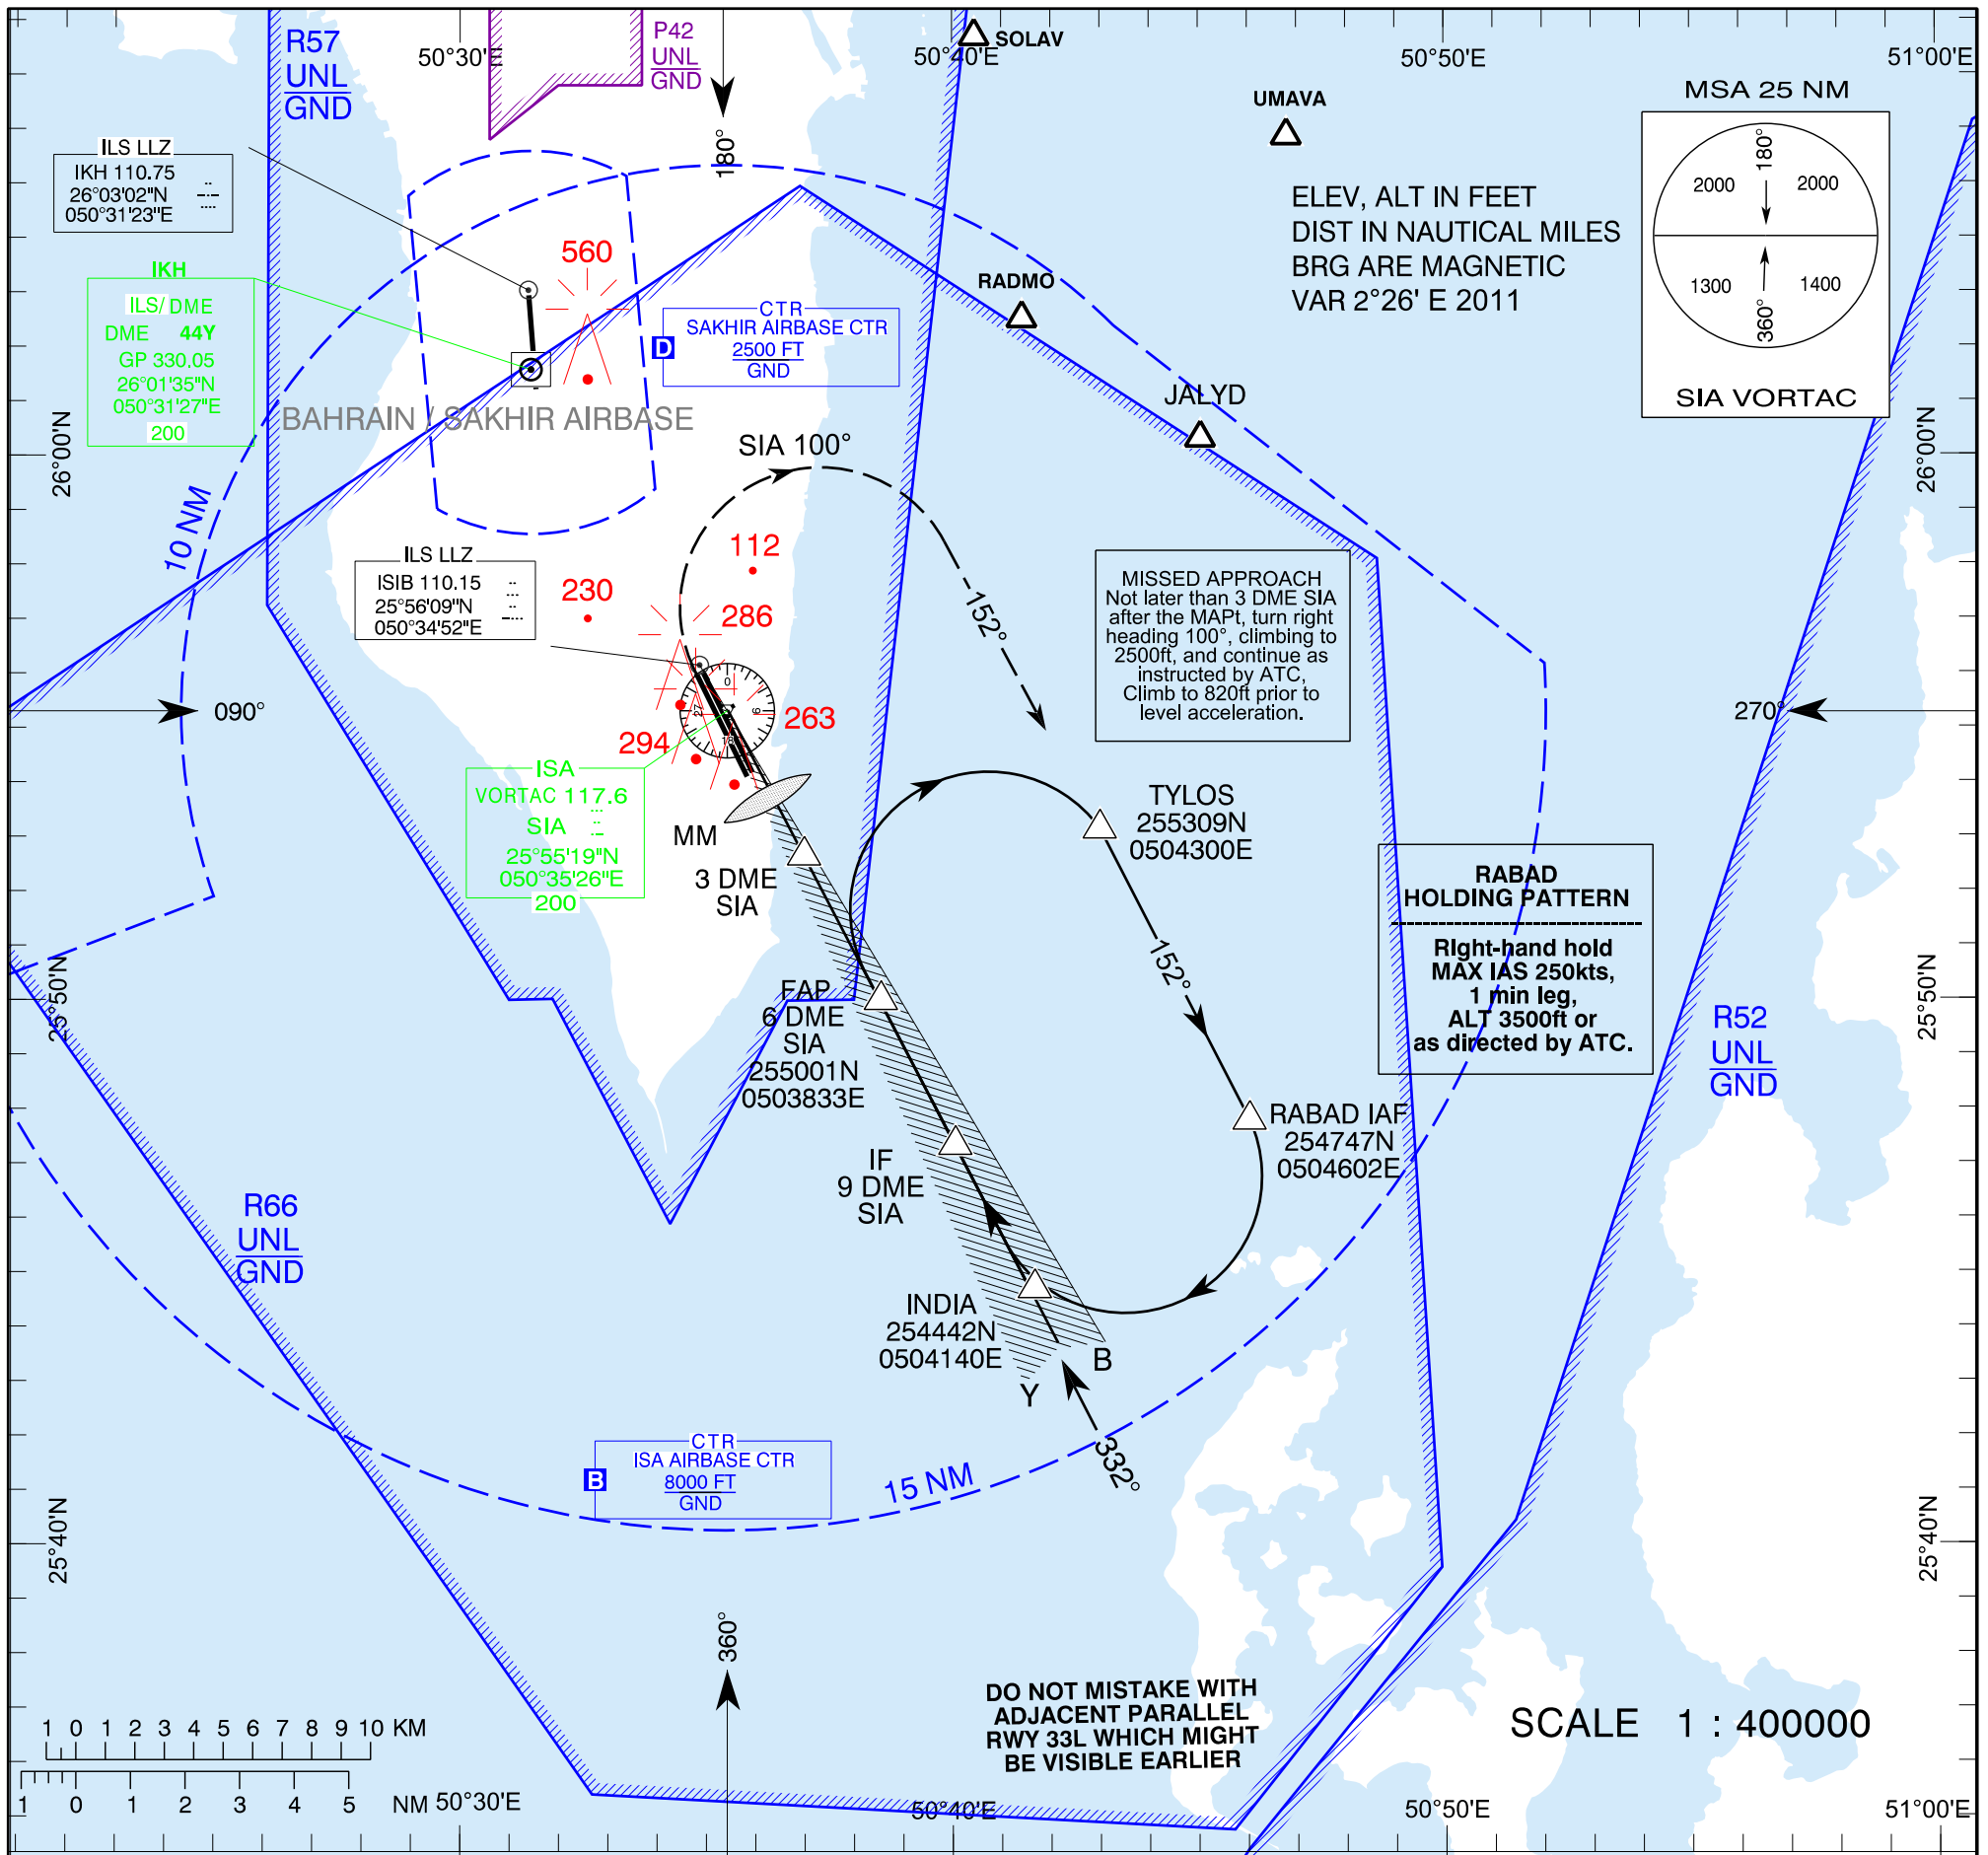 R57
UNL
GND
50°30'E
P42
UNL
GND
180°
50°40'E
SOLAV
UMAVA
50°50'E
51°00'E
MSA 25 NM
180°
2000
2000
1300
1400
360°
SIA VORTAC
ELEV, ALT IN FEET
DIST IN NAUTICAL MILES
BRG ARE MAGNETIC
VAR 2°26' E 2011
ILS LLZ
IKH 110.75
26°03'02"N
050°31'23"E
IKH
ILS/DME
DME 44Y
GP 330.05
26°01'35"N
050°31'27"E
200
560
CTR
SAKHIR AIRBASE CTR
D
2500 FT
GND
RADMO
JALYD
BAHRAIN / SAKHIR AIRBASE
26°00'N
26°00'N
10 NM
SIA 100°
152°
ILS LLZ
ISIB 110.15
25°56'09"N
050°34'52"E
230
112
286
263
294
0
9
18
27
MISSED APPROACH
Not later than 3 DME SIA
after the MAPt, turn right
heading 100°, climbing to
2500ft, and continue as
instructed by ATC,
Climb to 820ft prior to
level acceleration.
090°
270°
ISA
VORTAC 117.6
SIA
25°55'19"N
050°35'26"E
200
MM
3 DME
SIA
TYLOS
255309N
0504300E
152°
RABAD
HOLDING PATTERN
RIght-hand hold
MAX IAS 250kts,
1 min leg,
ALT 3500ft or
as directed by ATC.
25°50'N
25°50'N
FAP
6 DME
SIA
255001N
0503833E
R52
UNL
GND
RABAD IAF
254747N
0504602E
IF
9 DME
SIA
R66
UNL
GND
INDIA
254442N
0504140E
B
Y
332°
CTR
ISA AIRBASE CTR
B
8000 FT
GND
15 NM
25°40'N
25°40'N
360°
DO NOT MISTAKE WITH
ADJACENT PARALLEL
RWY 33L WHICH MIGHT
BE VISIBLE EARLIER
SCALE 1 : 400000
1 0 1 2 3 4 5 6 7 8 9 10 KM
1 0 1 2 3 4 5 NM
50°30'E
50°40'E
50°50'E
51°00'E